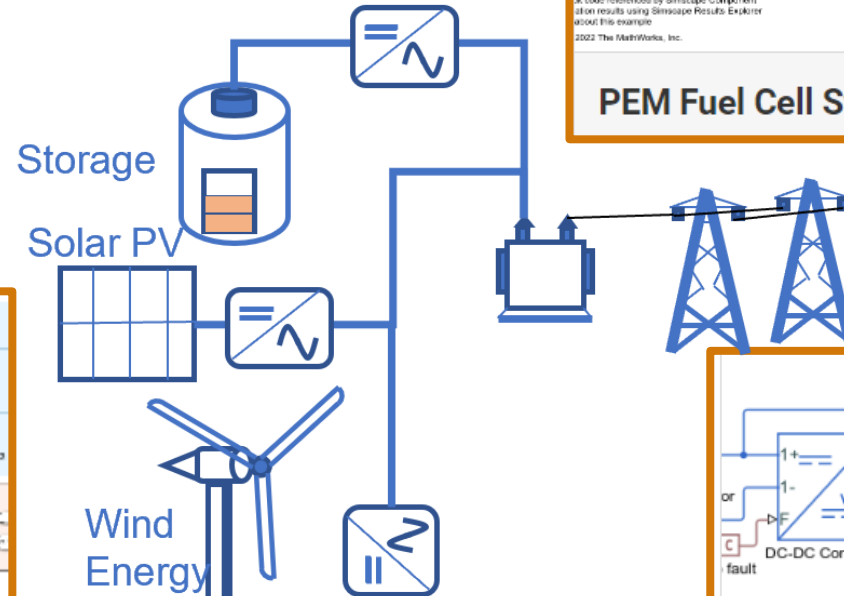 ation results using Simscape Results Explorer
about this example
2022 The MathWorks, Inc.
PEM Fuel Cell S
Storage
Solar PV
Wind
Energy
1+
1-
or
F
C
DC-DC Cor
fault